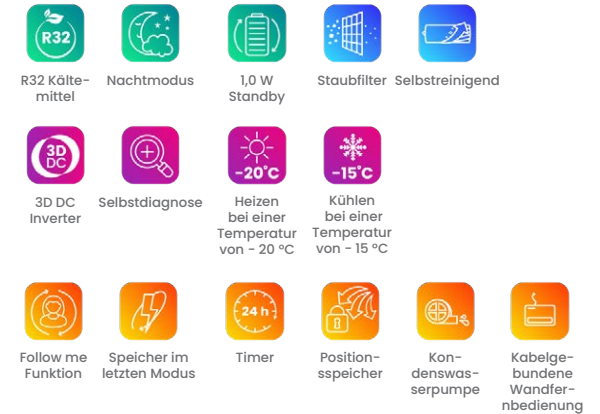 R32
R32 Kälte-
mittel
Nachtmodus
1,0 W
Standby
Staubfilter
Selbstreinigend
3D
DC
3D DC
Inverter
Selbstdiagnose
-20°C
Heizen
bei einer
Temperatur
von - 20 ºC
-15°C
Kühlen
bei einer
Temperatur
von - 15 ºC
Follow me
Funktion
Speicher im
letzten Modus
24 h
Timer
Position-
sspeicher
Kon-
denswas-
serpumpe
Kabelge-
bundene
Wandfer-
nbedienung